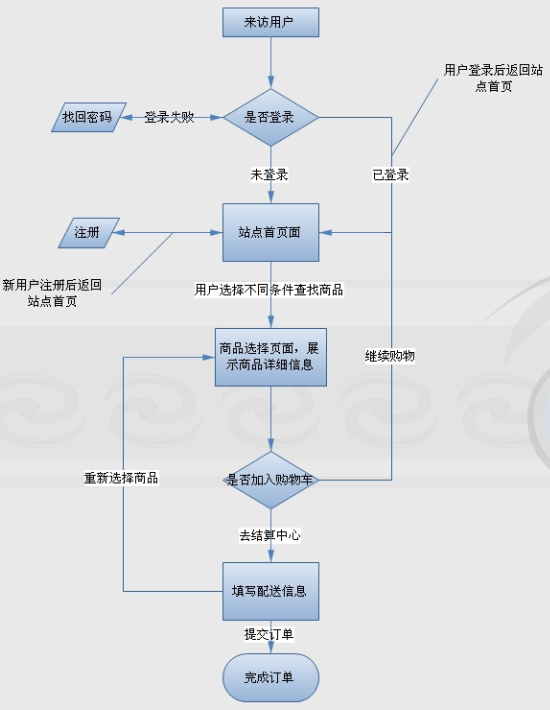 来访用户
用户登录后返回站
点首页
找回密码
登录失败
是否登录
未登录
已登录
注册
站点首页面
新用户注册后返回
站点首页
用户选择不同条件查找商品
商品选择页面，展
示商品详细信息
继续购物
重新选择商品
是否加入购物车
去结算中心
填写配送信息
提交订单
完成订单